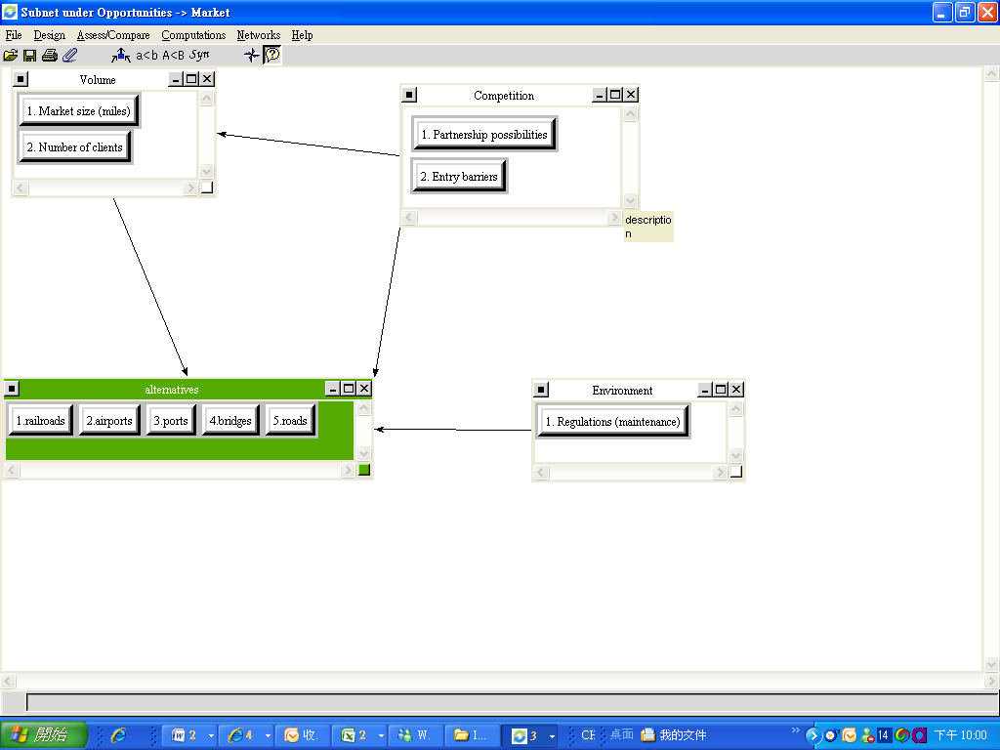 Subnet under Opportunities -> Market
File Design Assess/Compare Computations Networks Help
a<b A<B Syn
Volume
1. Market size (miles)
2. Number of clients
Competition
1. Partnership possibilities
2. Entry barriers
descriptio
n
alternatives
1.railroads 2.airports 3.ports 4.bridges 5.roads
Environment
1. Regulations (maintenance)
開始 2 4 收. 2 W. I... 3 CH 桌面 我的文件 14 下午 10:00